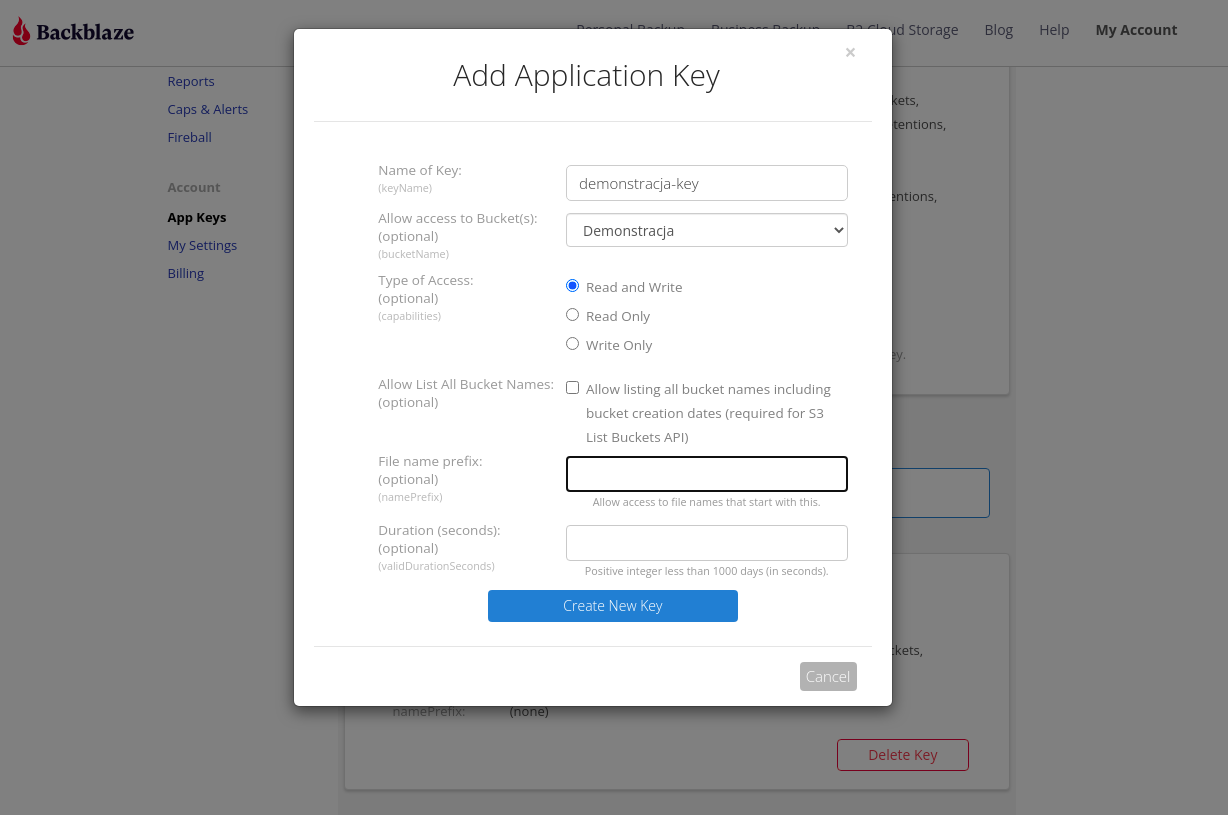 Backblaze
Personal Backup Business Backup B2 Cloud Storage Blog Help My Account
Reports
Caps & Alerts
Fireball
Account
App Keys
My Settings
Billing
×
Add Application Key
Name of Key:
(keyName)
demonstracja-key
Allow access to Bucket(s):
(optional)
(bucketName)
Demonstracja
Type of Access:
(optional)
(capabilities)
Read and Write
Read Only
Write Only
Allow List All Bucket Names:
(optional)
Allow listing all bucket names including
bucket creation dates (required for S3
List Buckets API)
File name prefix:
(optional)
(namePrefix)
Allow access to file names that start with this.
Duration (seconds):
(optional)
(validDurationSeconds)
Positive integer less than 1000 days (in seconds).
Create New Key
Cancel
namePrefix: (none)
Delete Key